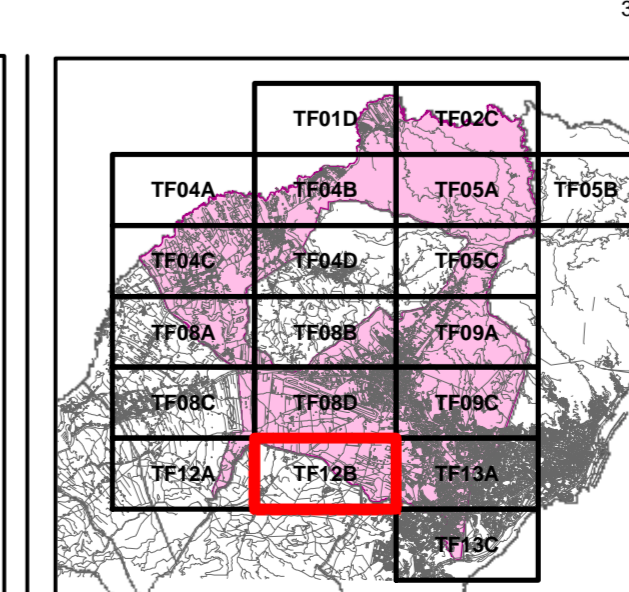 3
TF01D TF02C
TF04A TF04B TF05A TF05B
TF04C TF04D TF05C
TF08A TF08B TF09A
TF08C TF08D TF09C
TF12A TF12B TF13A
TF13C